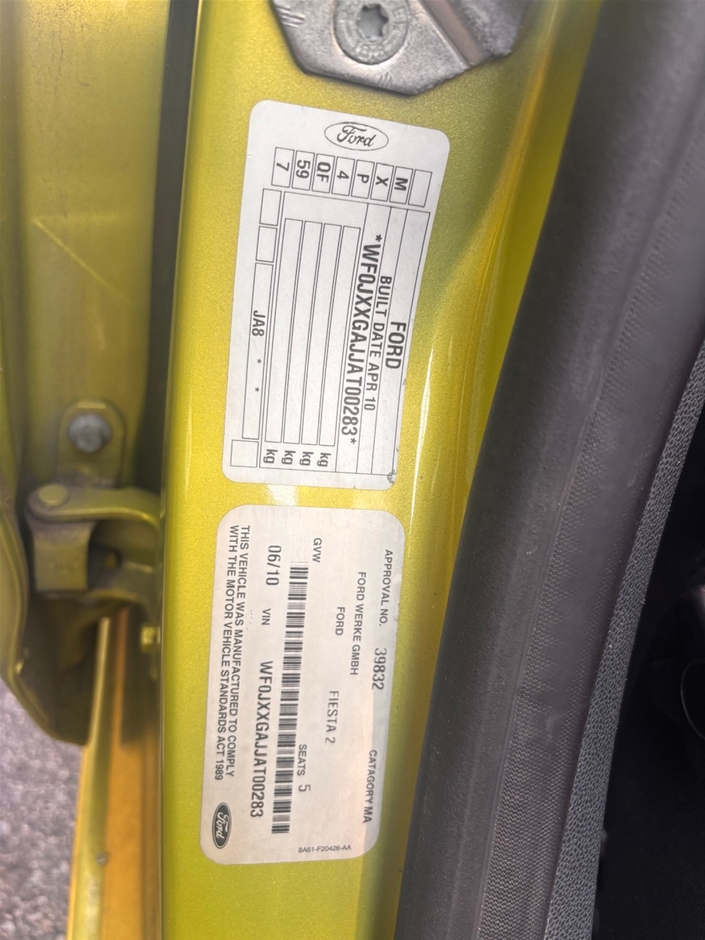 Ford
M
X
P
4
QF
59
7
FORD
BUILT DATE APR 10
*WF0JXXGAJJAT00283*
kg
kg
kg
kg
JA8 * *
APPROVAL NO. 39832 CATAGORY MA
FORD WERKE GMBH
FORD FIESTA 2
GVW SEATS 5
06/10 VIN WF0JXXGAJJAT00283
THIS VEHICLE WAS MANUFACTURED TO COMPLY
WITH THE MOTOR VEHICLE STANDARDS ACT 1989
Ford
8A61-F20426-AA